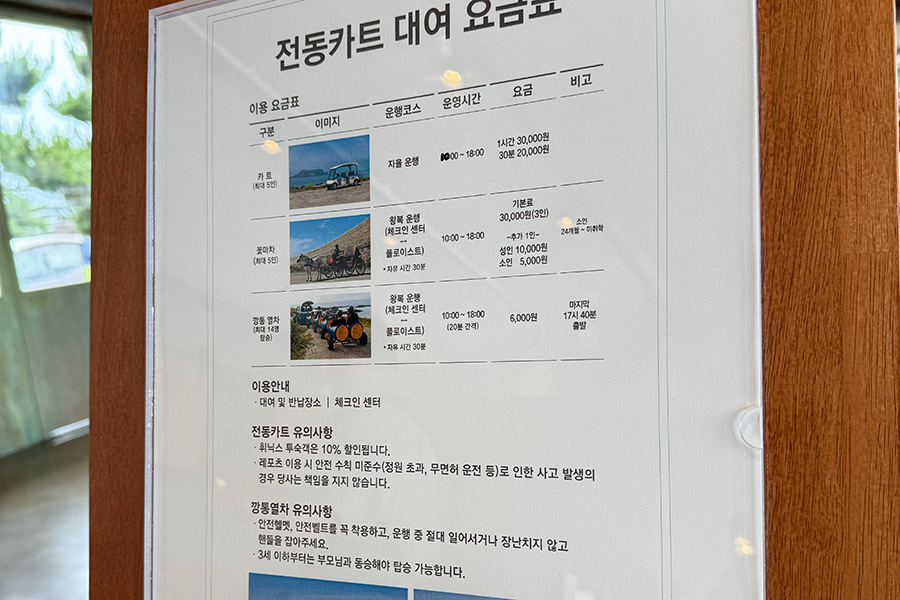 전동카트 대여 요금표
이용 요금표
구분 이미지 운행코스 운영시간 요금 비고
카 트
(최대 5인)
자율 운행
10:00 ~ 18:00
1시간 30,000원
30분 20,000원
꽃마차
(최대 5인)
왕복 운행
(체크인 센터
↔
플로이스트)
* 자유 시간 30분
10:00 ~ 18:00
기본료
30,000원(3인)
–추가 1인–
성인 10,000원
소인 5,000원
소인
24개월 ~ 미취학
깡통 열차
(최대 14명
탑승)
왕복 운행
(체크인 센터
↔
플로이스트)
* 자유 시간 30분
10:00 ~ 18:00
(20분 간격)
6,000원
마지막
17시 40분
출발
이용안내
· 대여 및 반납장소 | 체크인 센터
전동카트 유의사항
· 휘닉스 투숙객은 10% 할인됩니다.
· 레포츠 이용 시 안전 수칙 미준수(정원 초과, 무면허 운전 등)로 인한 사고 발생의
경우 당사는 책임을 지지 않습니다.
깡통열차 유의사항
· 안전헬멧, 안전벨트를 꼭 착용하고, 운행 중 절대 일어서거나 장난치지 않고
핸들을 잡아주세요.
· 3세 이하부터는 부모님과 동승해야 탑승 가능합니다.